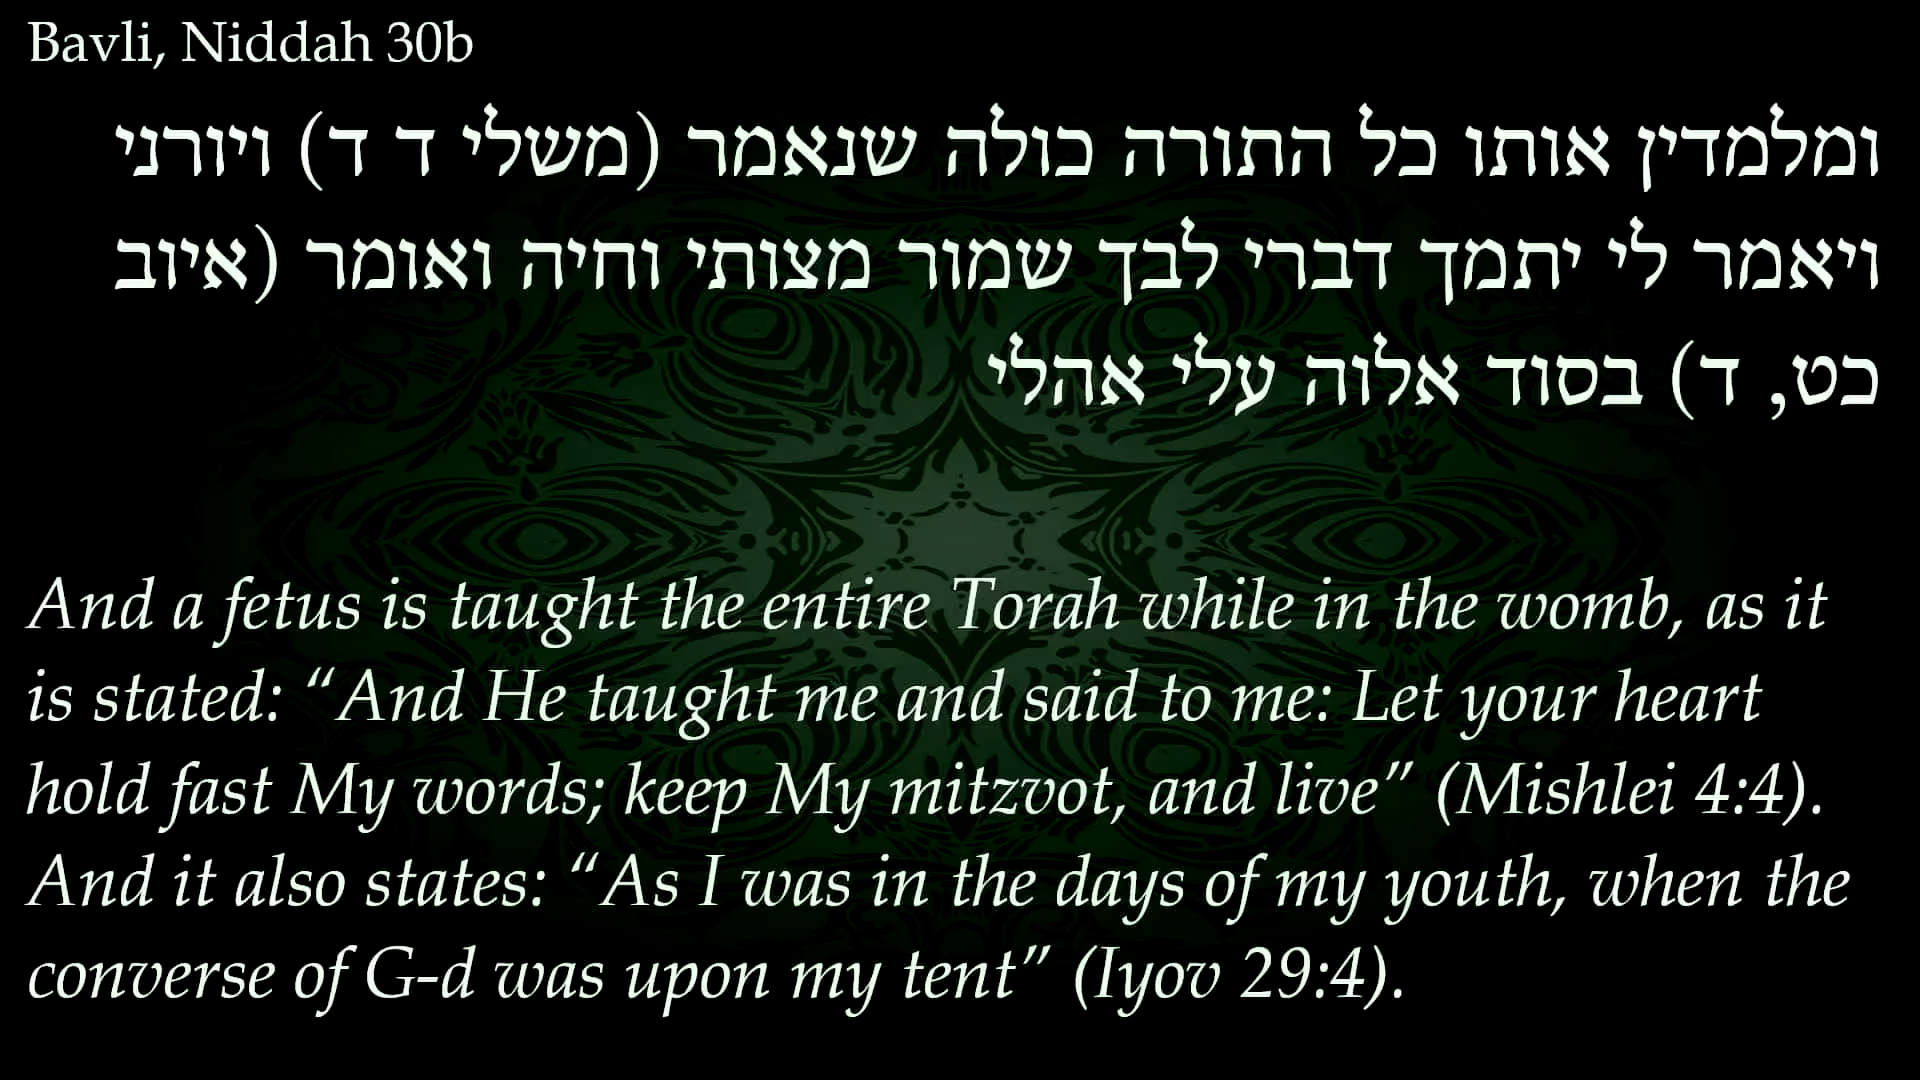 Bavli, Niddah 30b
ומלמדין אותו כל התורה כולה שנאמר (משלי ד ד) ויורני
ויאמר לי יתמך דברי לבך שמור מצותי וחיה ואומר (איוב
כט, ד) בסוד אלוה עלי אהלי
And a fetus is taught the entire Torah while in the womb, as it
is stated: “And He taught me and said to me: Let your heart
hold fast My words; keep My mitzvot, and live” (Mishlei 4:4).
And it also states: “As I was in the days of my youth, when the
converse of G-d was upon my tent” (Iyov 29:4).